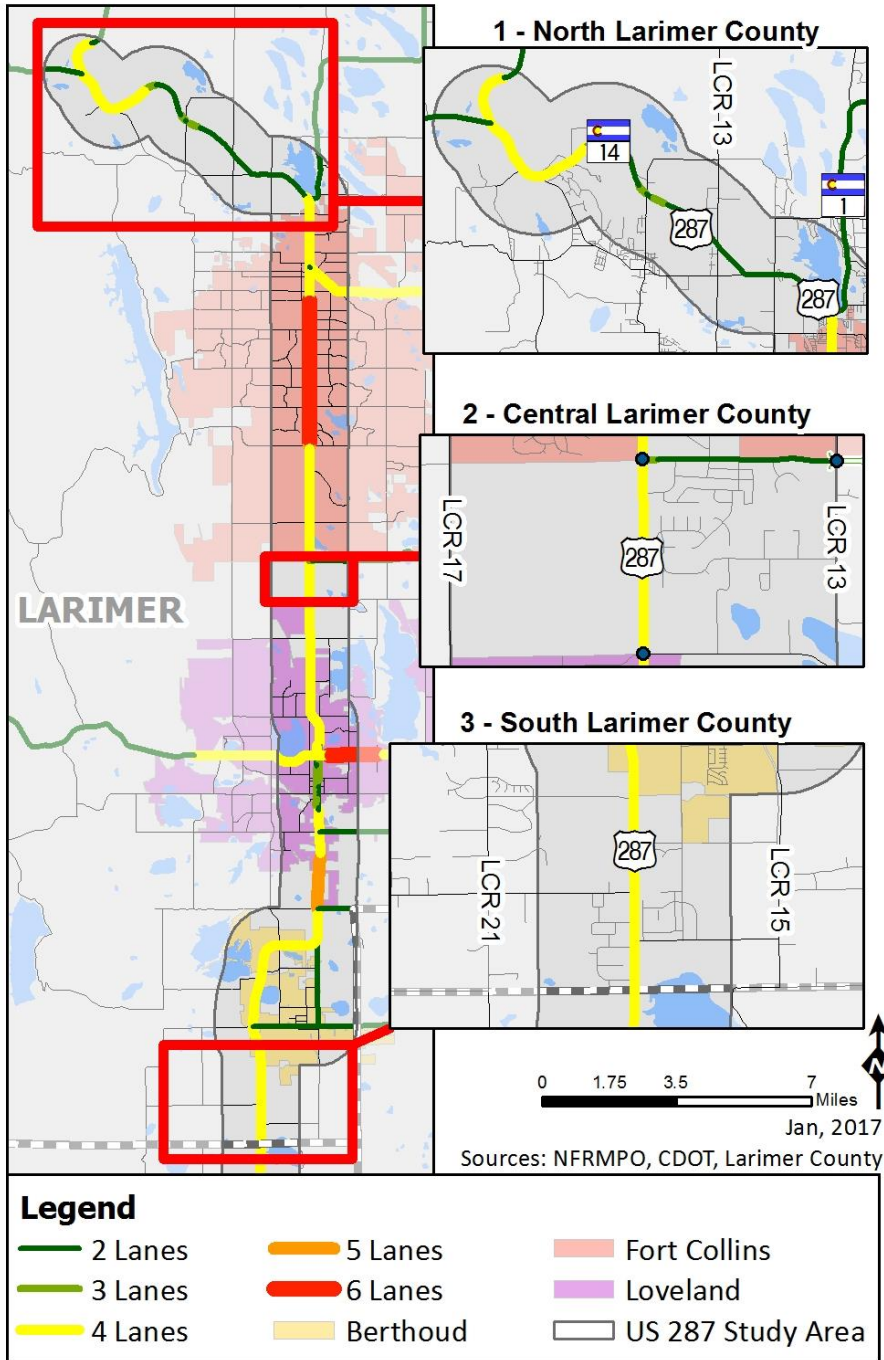 1 - North Larimer County
LCR-13
14
1
287
287
2 - Central Larimer County
LCR-17
287
LCR-13
LARIMER
3 - South Larimer County
287
LCR-21
LCR-15
0 1.75 3.5 7
Miles
N
Jan, 2017
Sources: NFRMPO, CDOT, Larimer County
Legend
2 Lanes
5 Lanes
Fort Collins
3 Lanes
6 Lanes
Loveland
4 Lanes
Berthoud
US 287 Study Area